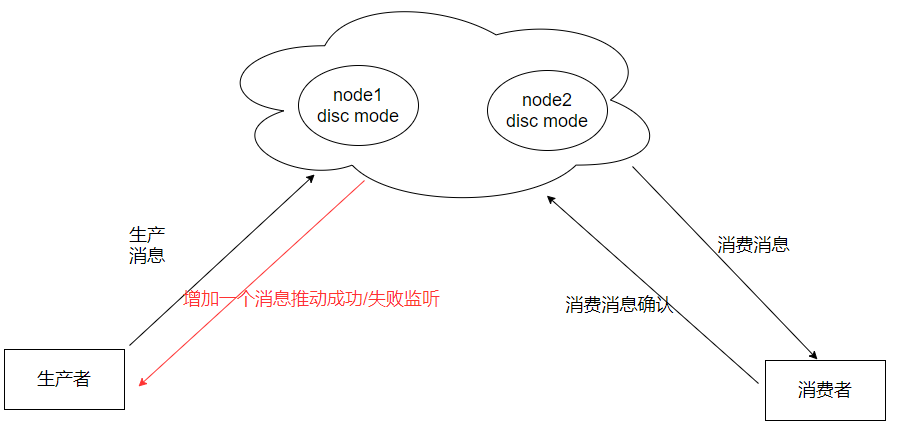 node1
disc mode
node2
disc mode
生产
消息
消费消息
增加一个消息推动成功/失败监听
消费消息确认
生产者
消费者